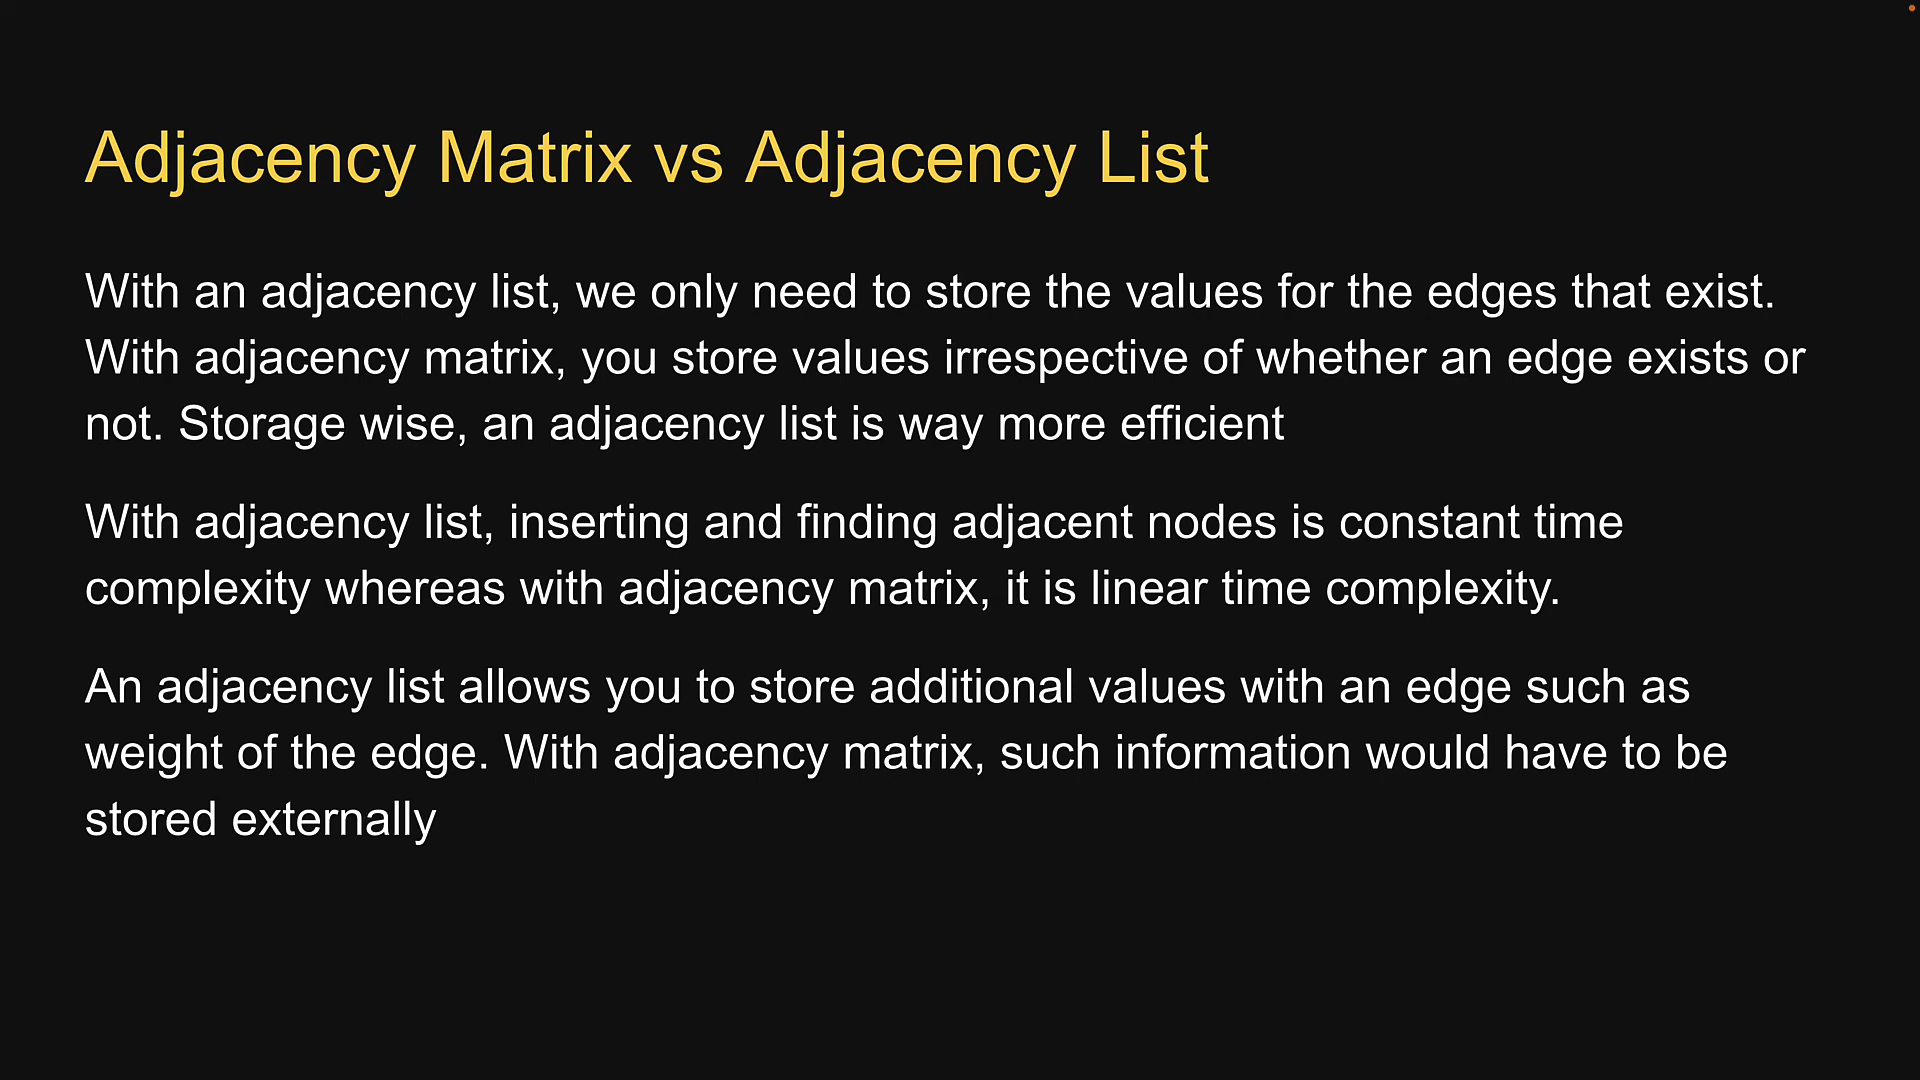 Adjacency Matrix vs Adjacency List
With an adjacency list, we only need to store the values for the edges that exist.
With adjacency matrix, you store values irrespective of whether an edge exists or
not. Storage wise, an adjacency list is way more efficient
With adjacency list, inserting and finding adjacent nodes is constant time
complexity whereas with adjacency matrix, it is linear time complexity.
An adjacency list allows you to store additional values with an edge such as
weight of the edge. With adjacency matrix, such information would have to be
stored externally